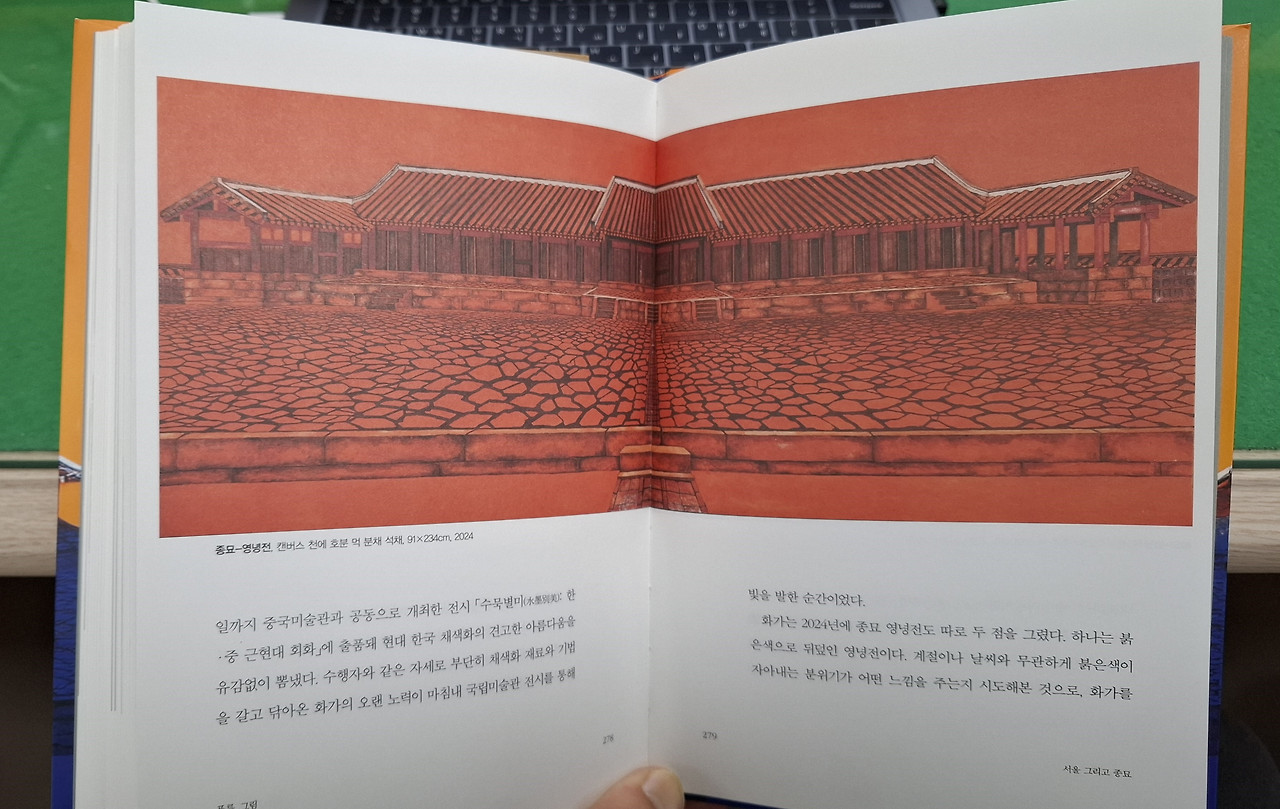 종묘-영녕전, 캔버스 천에 호분 먹 분채 석채, 91×234cm, 2024
일까지 중국미술관과 공동으로 개최한 전시 「수묵별미(水墨別美): 한
·중 근현대 회화」에 출품돼 현대 한국 채색화의 견고한 아름다움을
유감없이 뽐냈다. 수행자와 같은 자세로 부단히 채색화 재료와 기법
을 갈고 닦아온 화가의 오랜 노력이 마침내 국립미술관 전시를 통해
278
빛을 발한 순간이었다.
화가는 2024년에 종묘 영녕전도 따로 두 점을 그렸다. 하나는 붉
은색으로 뒤덮인 영녕전이다. 계절이나 날씨와 무관하게 붉은색이
자아내는 분위기가 어떤 느낌을 주는지 시도해본 것으로, 화가를
279
서울 그리고 종묘